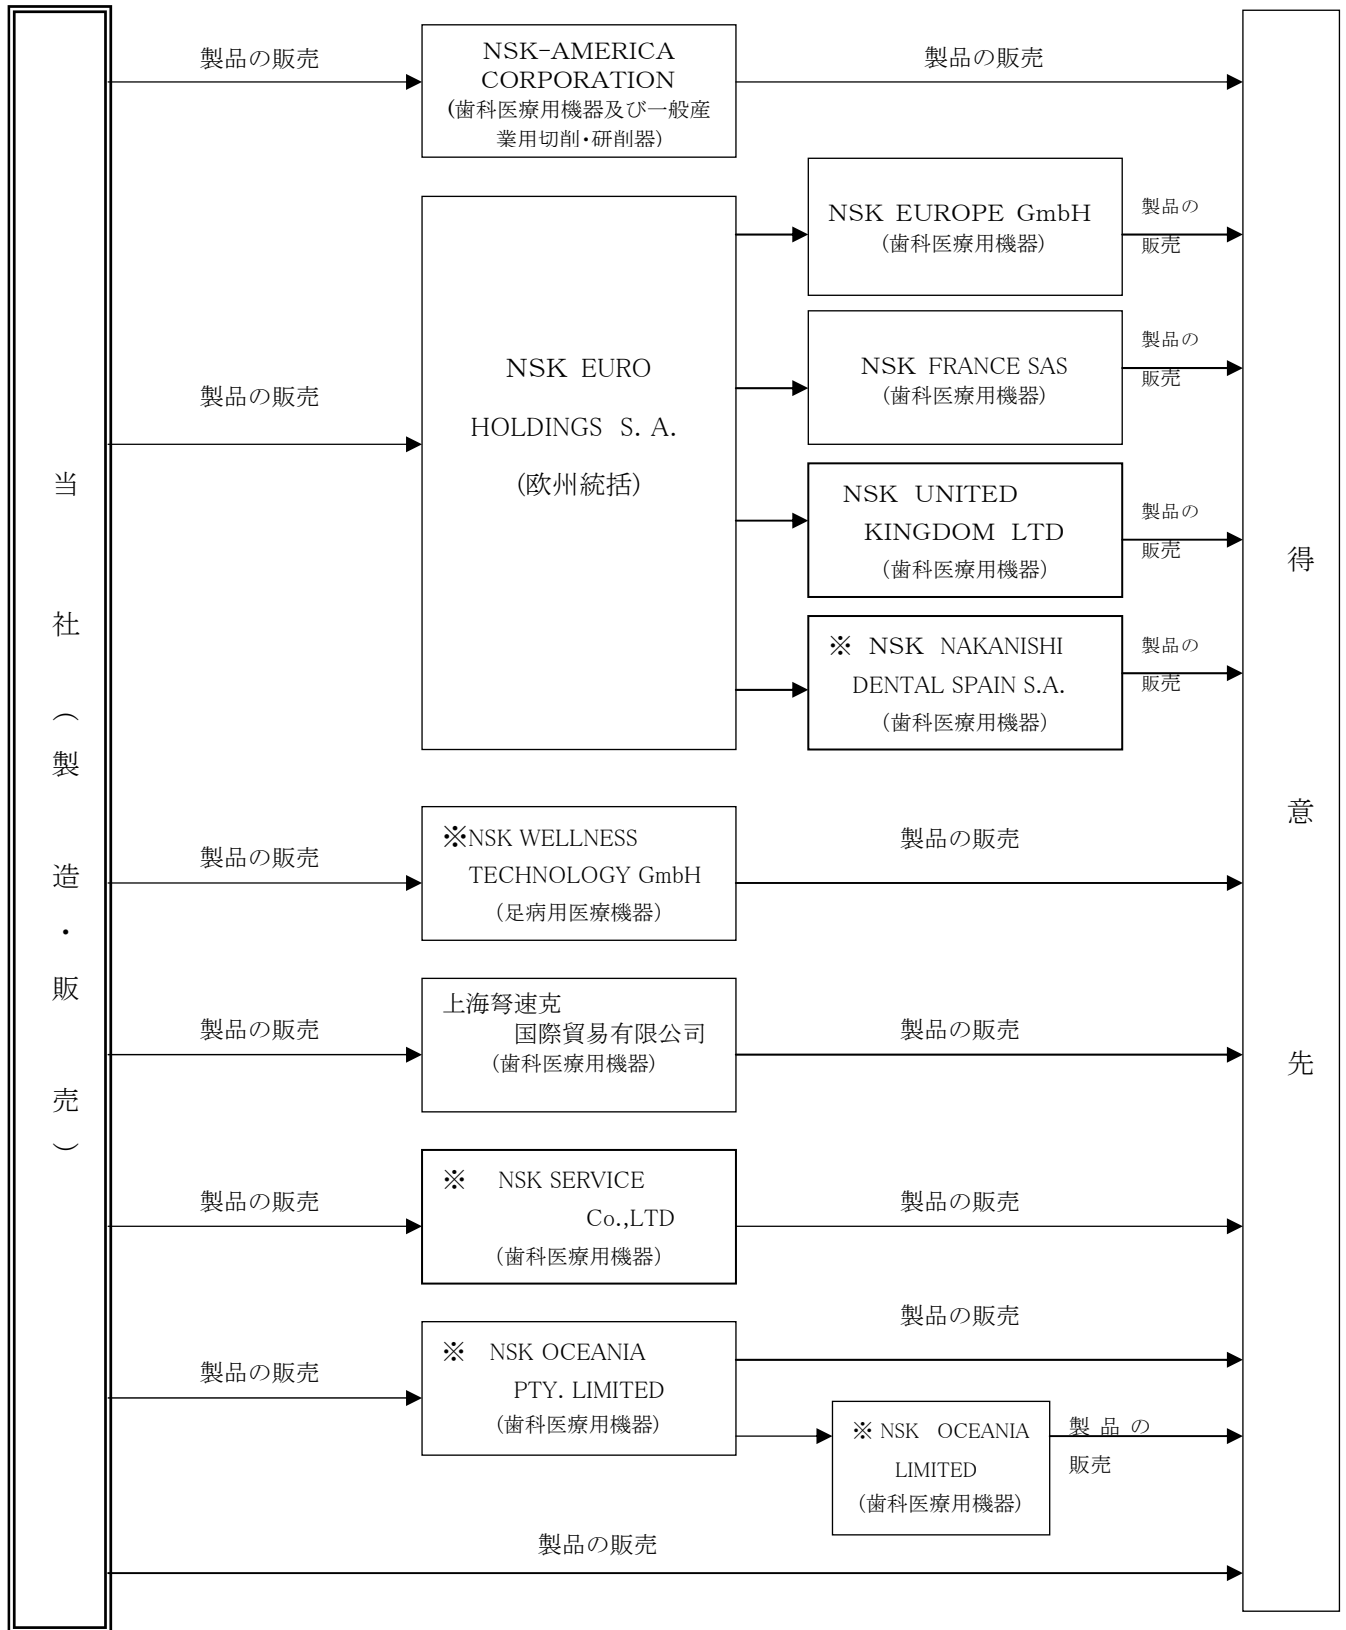 当社（製造・販売）
製品の販売
NSK-AMERICA
CORPORATION
(歯科医療用機器及び一般産
業用切削・研削器)
製品の販売
製品の販売
NSK EURO
HOLDINGS S. A.
(欧州統括)
NSK EUROPE GmbH
(歯科医療用機器)
製品の
販売
NSK FRANCE SAS
(歯科医療用機器)
製品の
販売
NSK UNITED
KINGDOM LTD
(歯科医療用機器)
製品の
販売
※ NSK NAKANISHI
DENTAL SPAIN S.A.
(歯科医療用機器)
製品の
販売
製品の販売
※NSK WELLNESS
TECHNOLOGY GmbH
(足病用医療機器)
製品の販売
製品の販売
上海弩速克
国際貿易有限公司
(歯科医療用機器)
製品の販売
製品の販売
※ NSK SERVICE
Co.,LTD
(歯科医療用機器)
製品の販売
製品の販売
※ NSK OCEANIA
PTY. LIMITED
(歯科医療用機器)
製品の販売
※ NSK OCEANIA
LIMITED
(歯科医療用機器)
製品の
販売
製品の販売
得意先